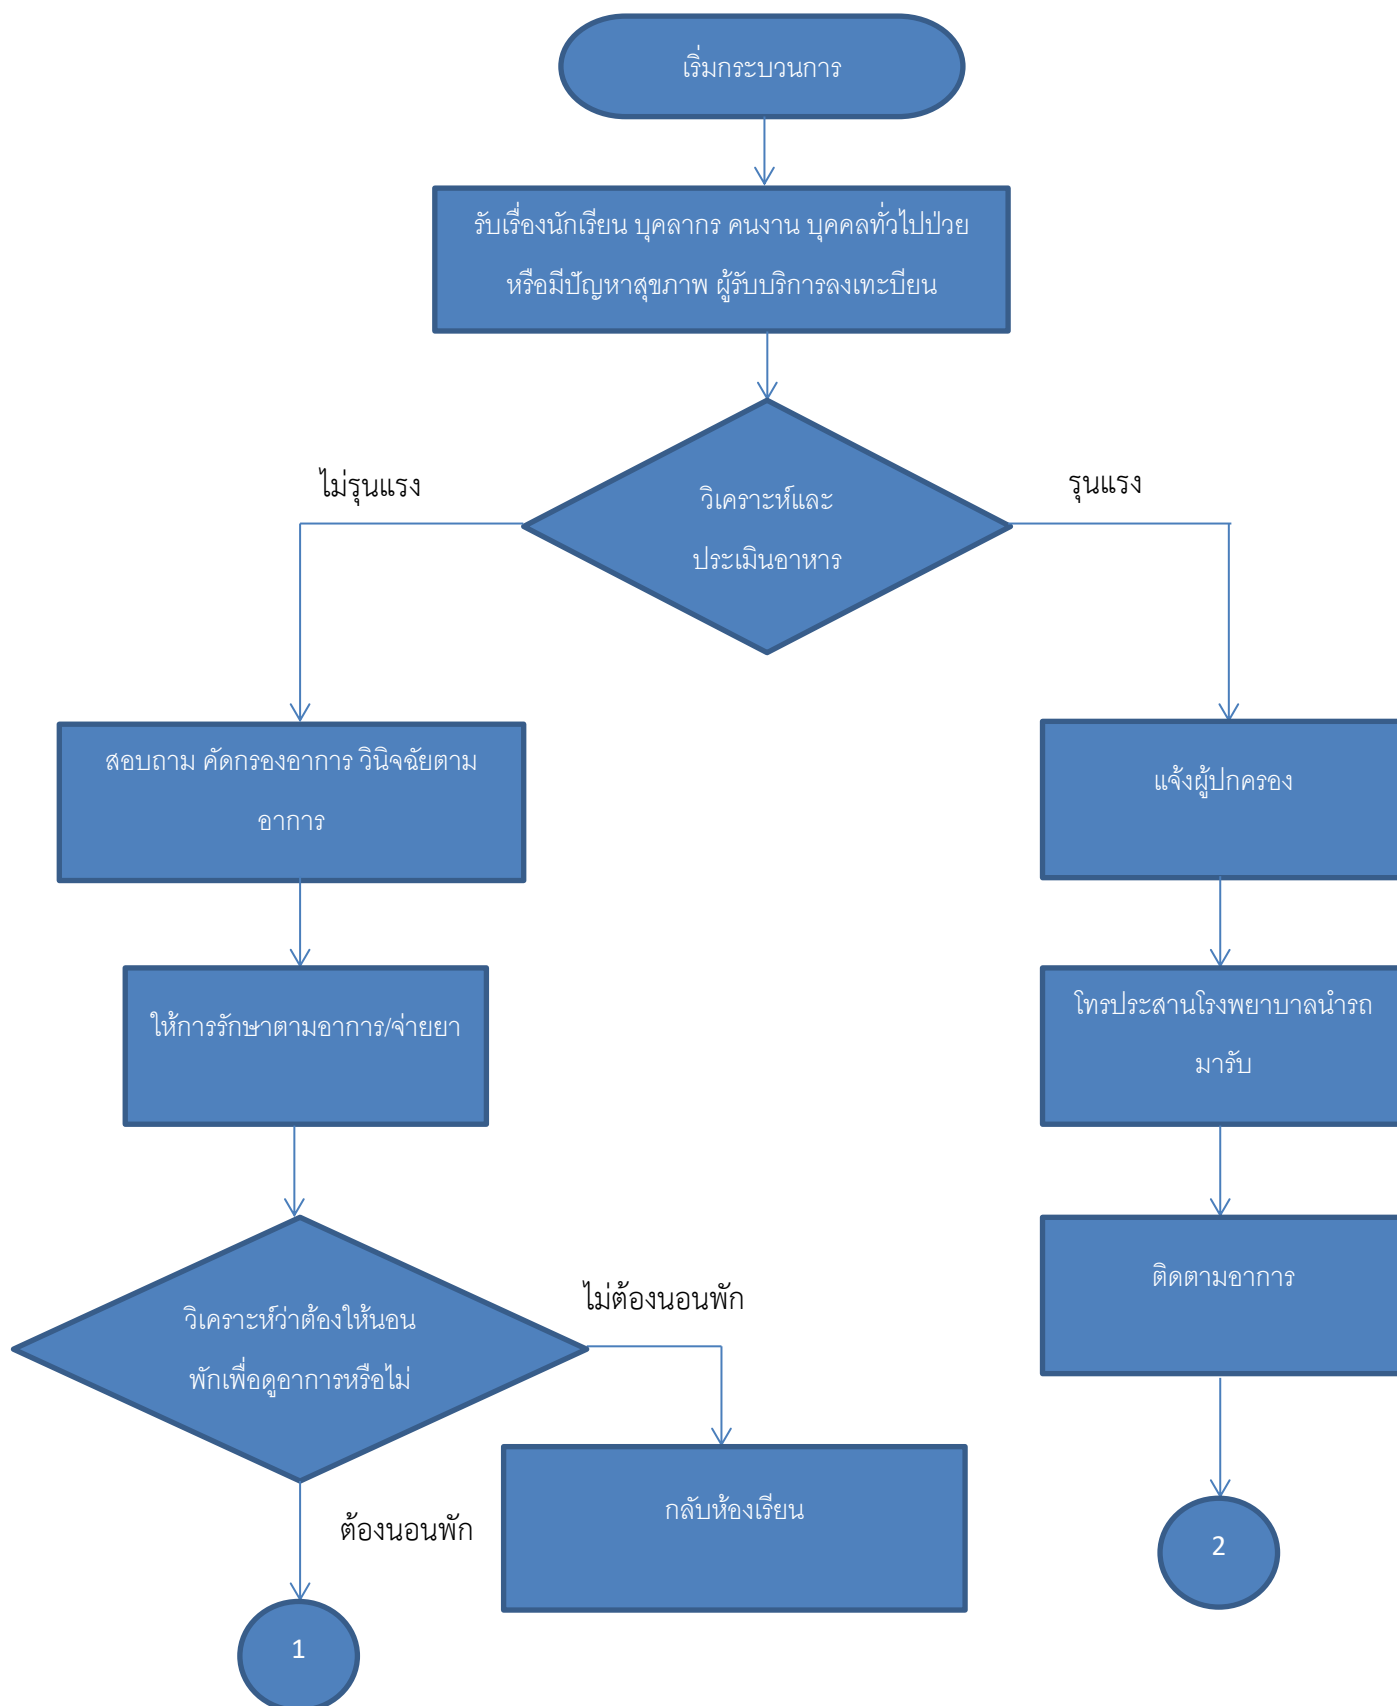 เริ่มกระบวนการ
รับเรื่องนักเรียน บุคลากร คนงาน บุคคลทั่วไปป่วย
หรือมีปัญหาสุขภาพ ผู้รับบริการลงเทะบียน
ไม่รุนแรง
รุนแรง
วิเคราะห์และ
ประเมินอาหาร
สอบถาม คัดกรองอาการ วินิจฉัยตาม
อาการ
แจ้งผู้ปกครอง
ให้การรักษาตามอาการ/จ่ายยา
โทรประสานโรงพยาบาลนำรถ
มารับ
วิเคราะห์ว่าต้องให้นอน
พักเพื่อดูอาการหรือไม่
ไม่ต้องนอนพัก
ติดตามอาการ
กลับห้องเรียน
ต้องนอนพัก
2
1